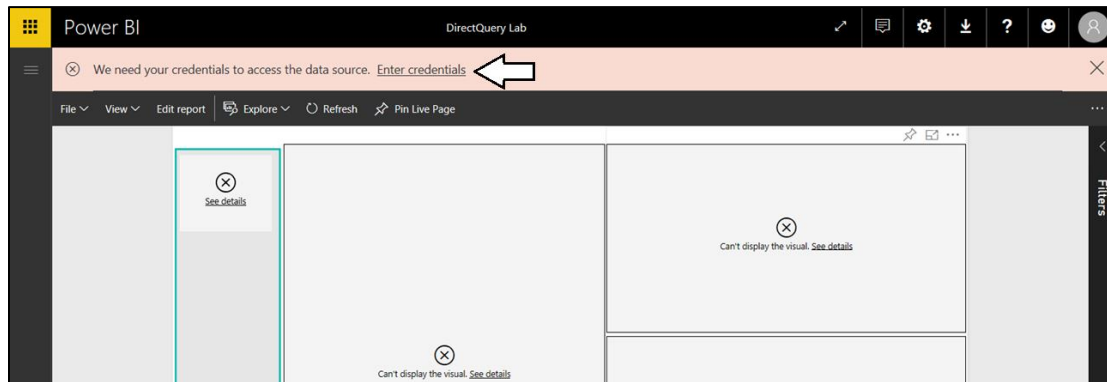 Power BI
DirectQuery Lab
?
We need your credentials to access the data source. Enter credentials
File View Edit report Explore Refresh Pin Live Page
...
...
See details
Can't display the visual. See details
Can't display the visual. See details
Filters